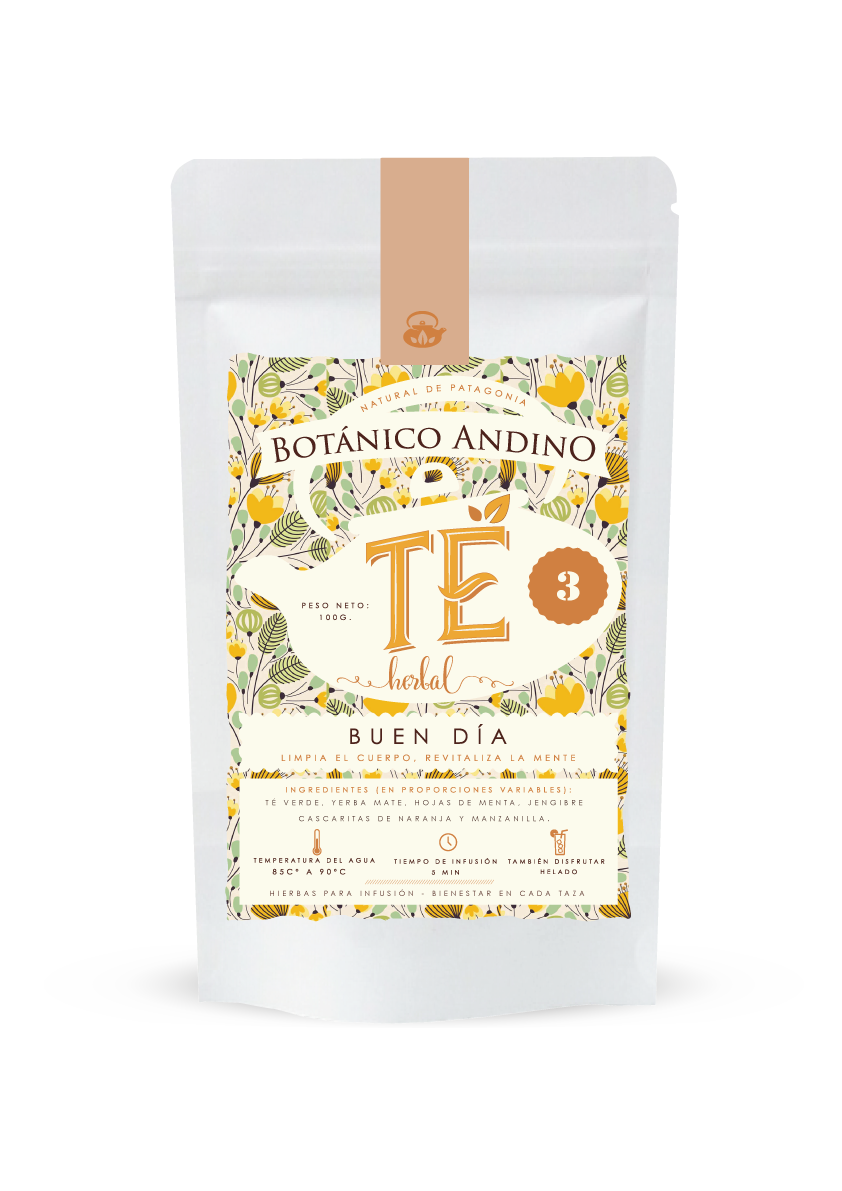 NATURAL DE PATAGONIA
BOTÁNICO ANDINO
TÉ
3
PESO NETO:
100G.
herbal
BUEN DÍA
LIMPIA EL CUERPO, REVITALIZA LA MENTE
INGREDIENTES (EN PROPORCIONES VARIABLES):
TÉ VERDE, YERBA MATE, HOJAS DE MENTA, JENGIBRE
CASCARITAS DE NARANJA Y MANZANILLA.
TEMPERATURA DEL AGUA
85Cº A 90ºC
TIEMPO DE INFUSIÓN
5 MIN
TAMBIÉN DISFRUTAR
HELADO
HIERBAS PARA INFUSIÓN - BIENESTAR EN CADA TAZA